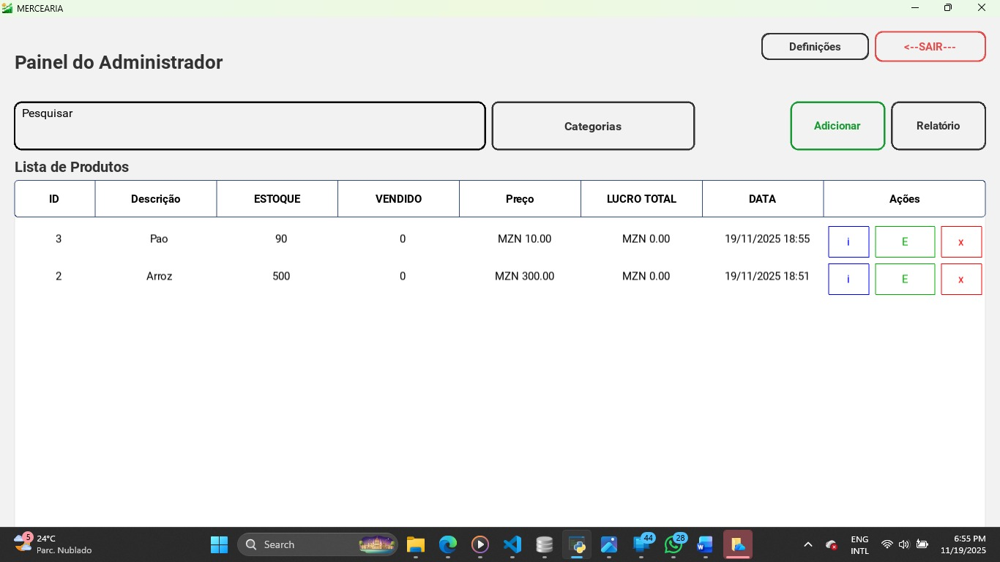 MERCEARIA
Definições
<--SAIR---
Painel do Administrador
Pesquisar
Categorias
Adicionar
Relatório
Lista de Produtos
ID Descrição ESTOQUE VENDIDO Preço LUCRO TOTAL DATA Ações
3 Pao 90 0 MZN 10.00 MZN 0.00 19/11/2025 18:55 i E x
2 Arroz 500 0 MZN 300.00 MZN 0.00 19/11/2025 18:51 i E x
5
24°C
Parc. Nublado
Search
44
28
ENG
INTL
6:55 PM
11/19/2025